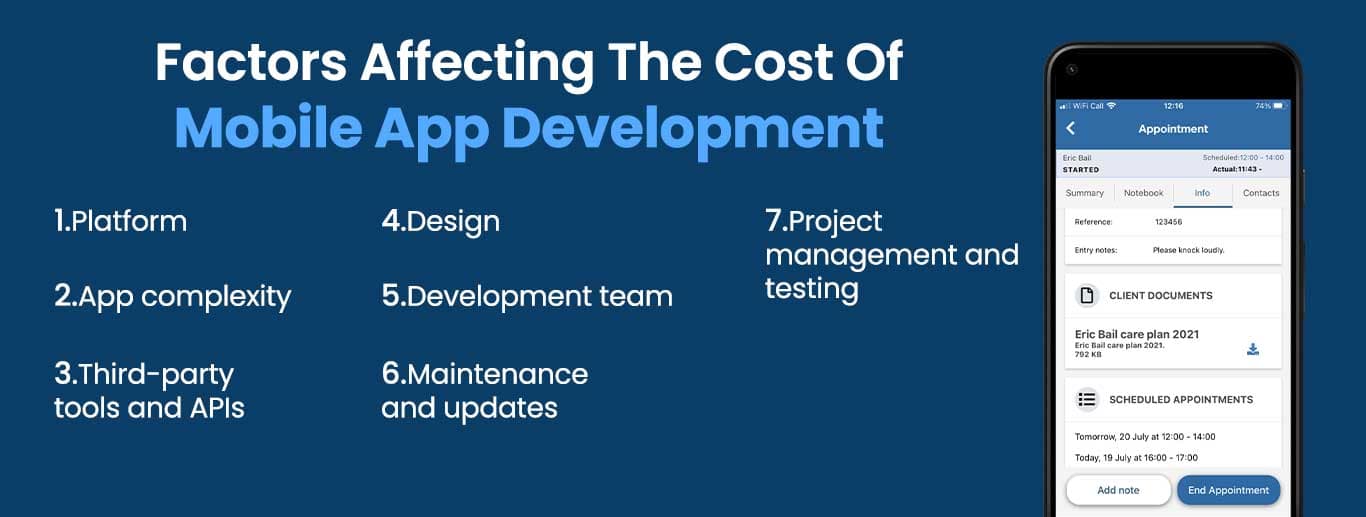 Factors Affecting The Cost Of
Mobile App Development
1.Platform
2.App complexity
3.Third-party
tools and APIs
4.Design
5.Development team
6.Maintenance
and updates
7.Project
management and
testing
WiFi Call 12:16 74%
Appointment
Eric Bail Scheduled:12:00 - 14:00
STARTED Actual:11:43 -
Summary Notebook Info Contacts
Reference: 123456
Entry notes: Please knock loudly.
CLIENT DOCUMENTS
Eric Bail care plan 2021
Eric Bail care plan 2021.
792 KB
SCHEDULED APPOINTMENTS
Tomorrow, 20 July at 12:00 - 14:00
Today, 19 July at 16:00 - 17:00
Add note End Appointment